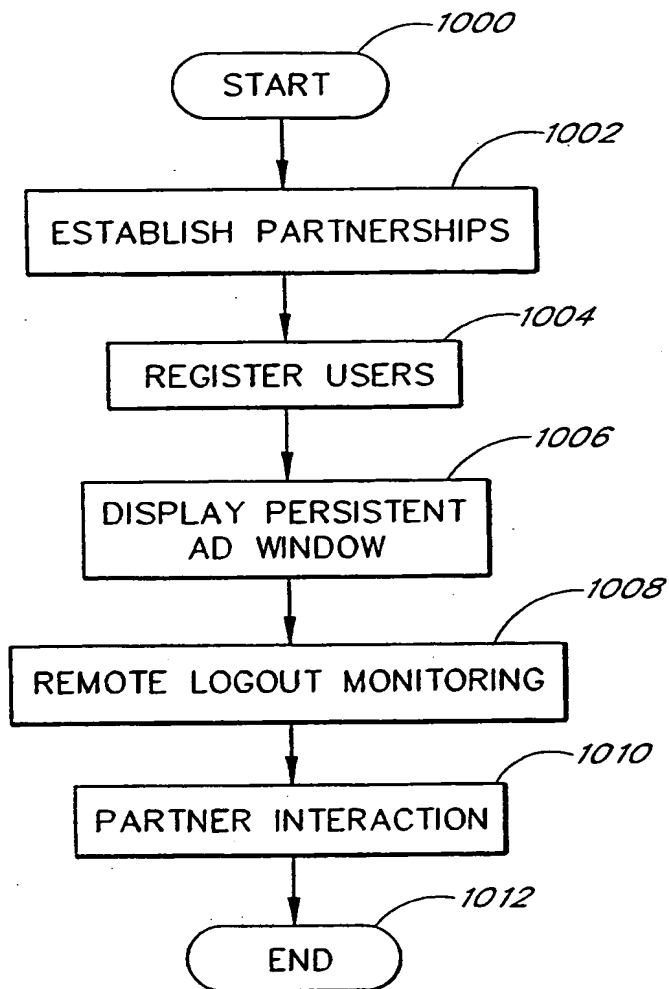 1000
START
1002
ESTABLISH PARTNERSHIPS
1004
REGISTER USERS
1006
DISPLAY PERSISTENT
AD WINDOW
1008
REMOTE LOGOUT MONITORING
1010
PARTNER INTERACTION
1012
END